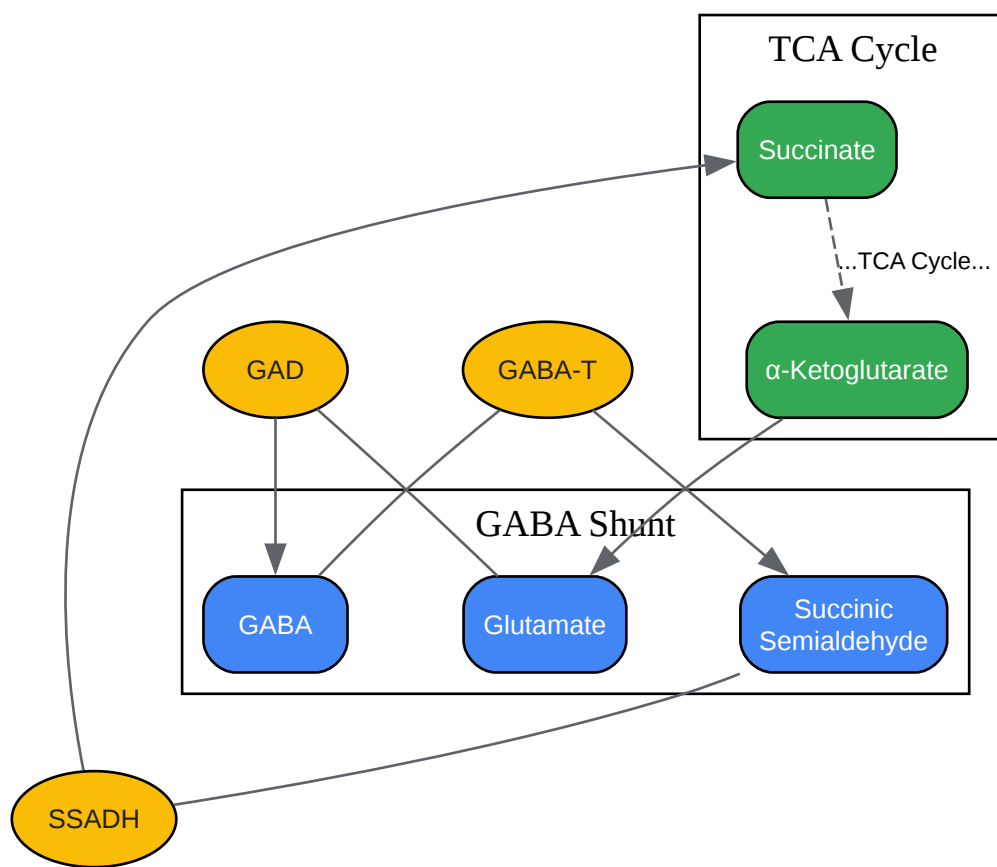 TCA Cycle
Succinate
...TCA Cycle...
GAD
GABA-T
α-Ketoglutarate
GABA Shunt
GABA
Glutamate
Succinic
Semialdehyde
SSADH